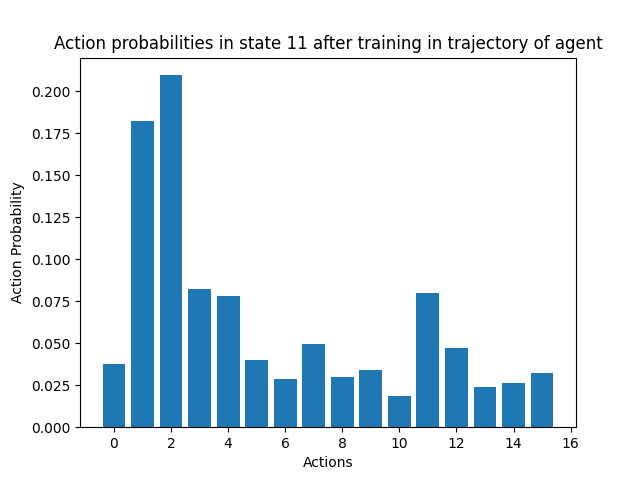 Action probabilities in state 11 after training in trajectory of agent
0.200
0.175
0.150
0.125
0.100
0.075
0.050
0.025
0.000
Action Probability
0 2 4 6 8 10 12 14 16
Actions